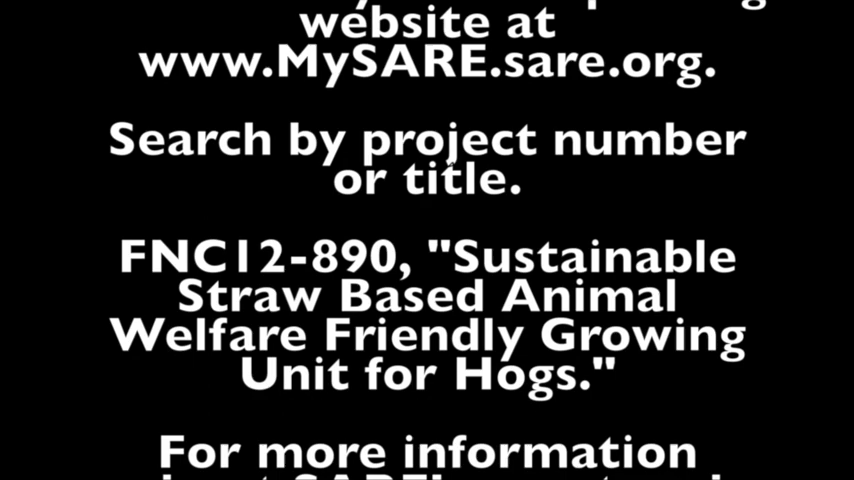 website at
www.MySARE.sare.org.
Search by project number
or title.
FNC12-890, "Sustainable
Straw Based Animal
Welfare Friendly Growing
Unit for Hogs."
For more information